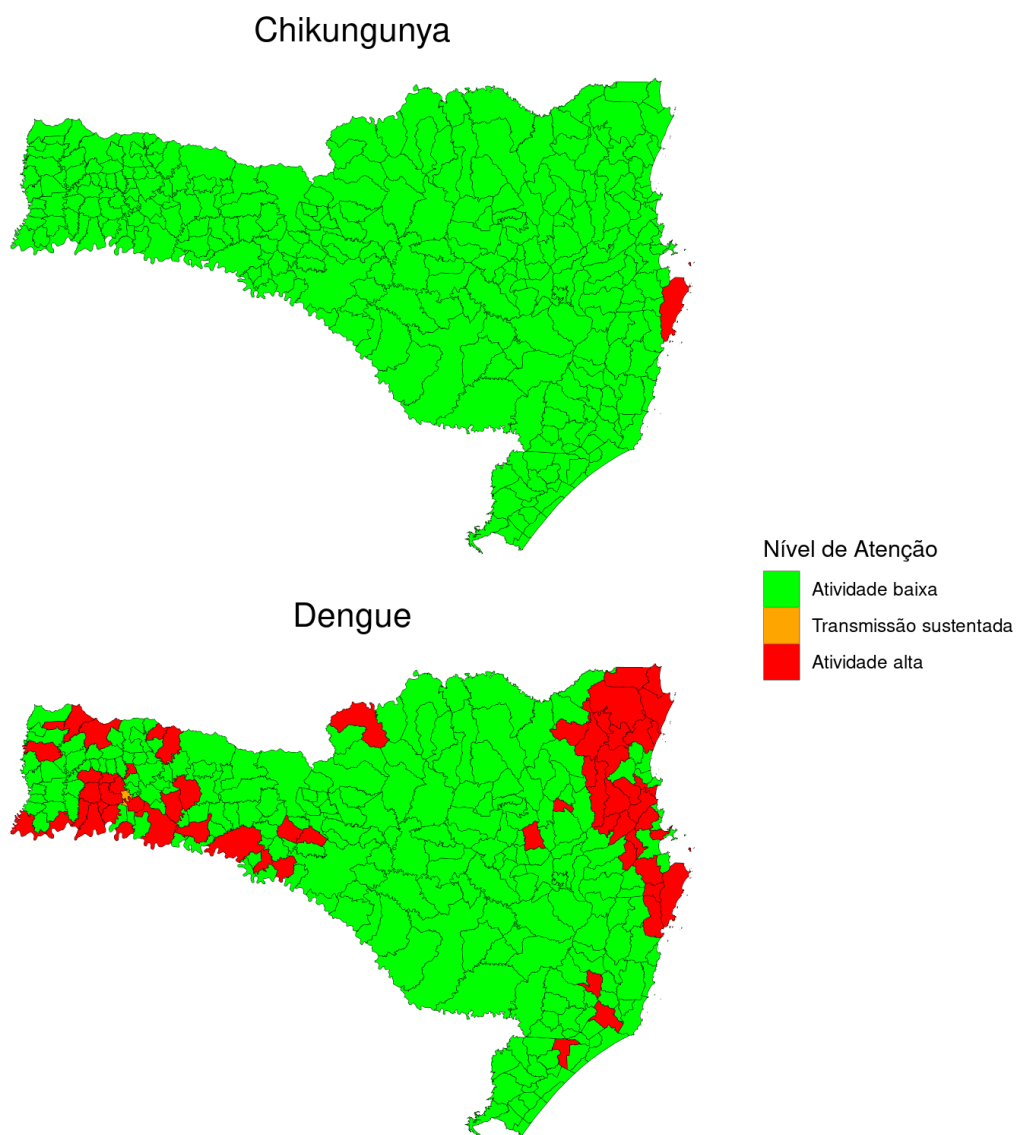 Chikungunya
Nível de Atenção
Atividade baixa
Transmissão sustentada
Atividade alta
Dengue